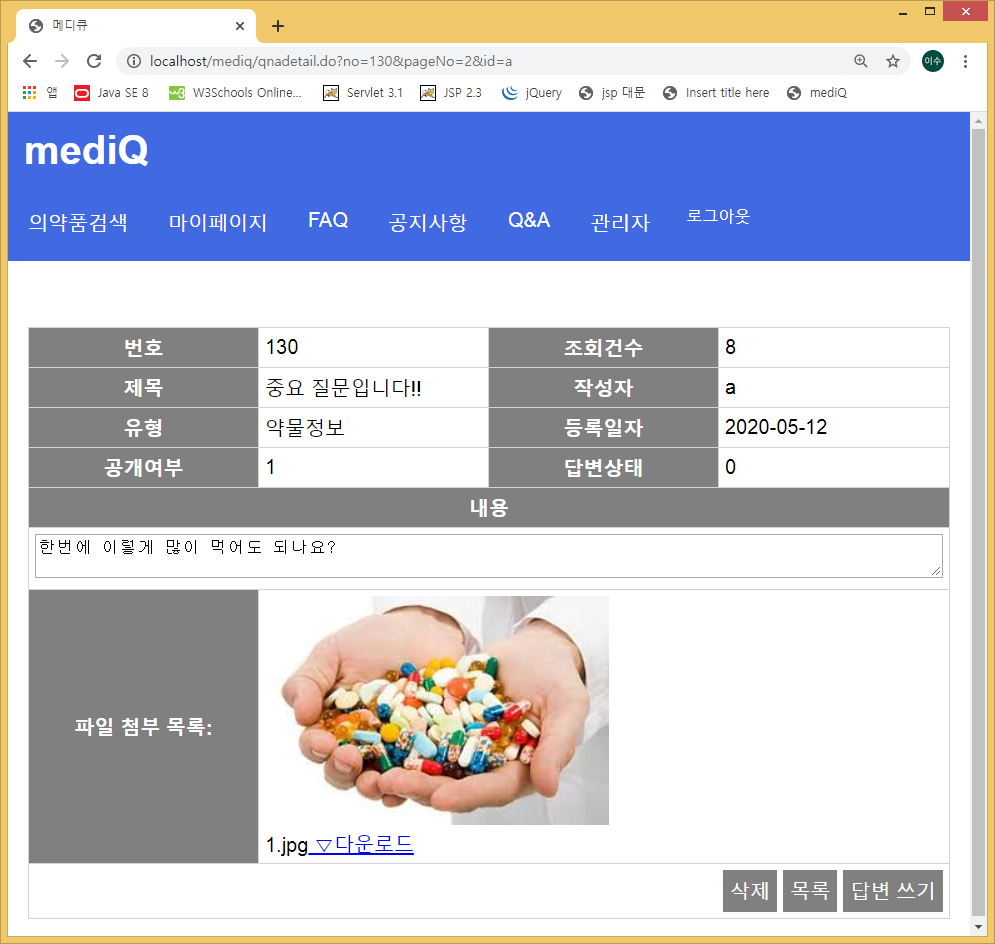 메디큐
localhost/mediq/qnadetail.do?no=130&pageNo=2&id=a
이수
앱 Java SE 8 W3Schools Online... Servlet 3.1 JSP 2.3 jQuery jsp 대문 Insert title here mediQ
mediQ
의약품검색 마이페이지 FAQ 공지사항 Q&A 관리자 로그아웃
번호 130 조회건수 8
제목 중요 질문입니다!! 작성자 a
유형 약물정보 등록일자 2020-05-12
공개여부 1 답변상태 0
내용
한번에 이렇게 많이 먹어도 되나요?
파일 첨부 목록:
1.jpg ▽다운로드
삭제 목록 답변 쓰기